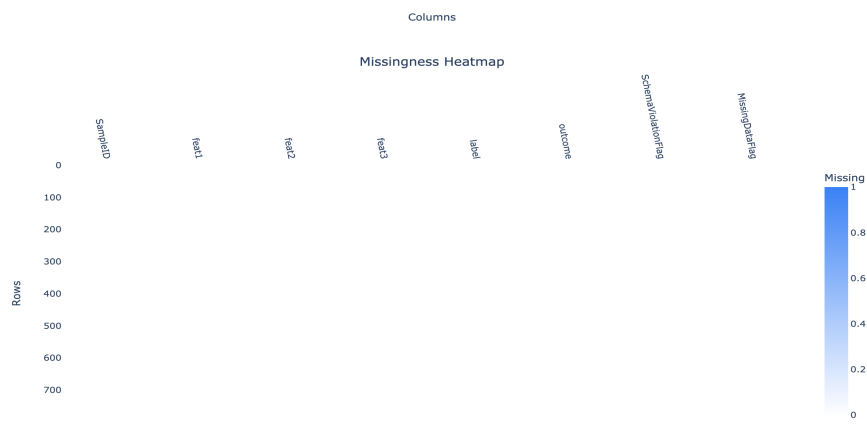 Columns
Missingness Heatmap
SampleID
feat1
feat2
feat3
label
outcome
SchemaViolationFlag
MissingDataFlag
Rows
0
100
200
300
400
500
600
700
Missing
1
0.8
0.6
0.4
0.2
0